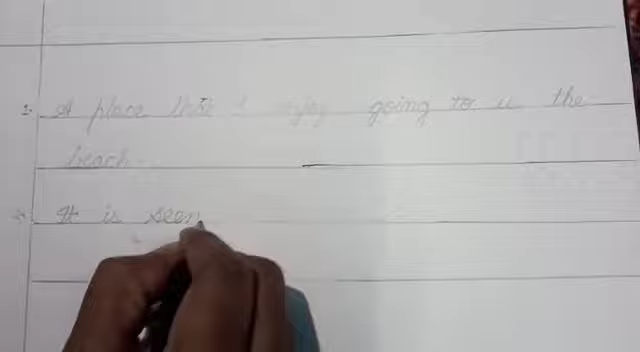 1. A place that I enjoy going to is the
beach.
2. It is seen